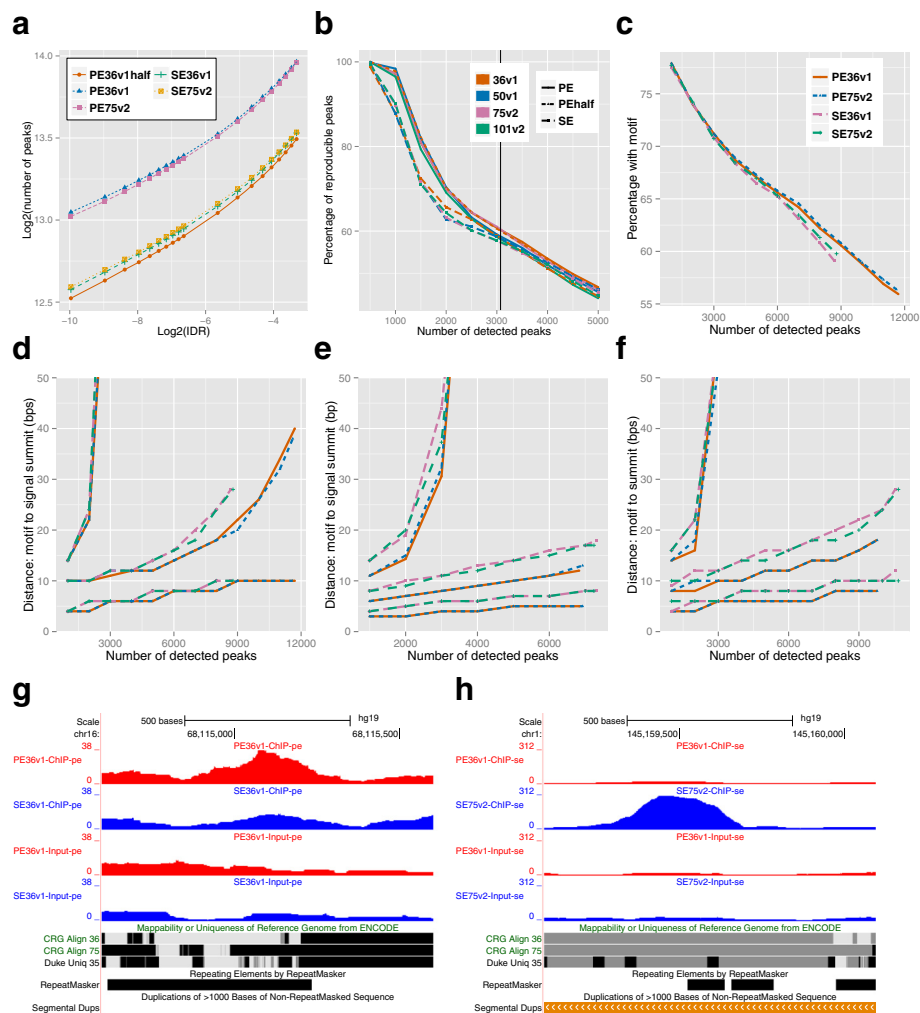 a
14.0
13.5
13.0
12.5
Log2(number of peaks)
PE36v1half
PE36v1
PE75v2
SE36v1
SE75v2
−10
−8
−6
−4
Log2(IDR)
b
100
80
60
Percentage of reproducible peaks
36v1
50v1
75v2
101v2
PE
PEhalf
SE
1000
2000
3000
4000
5000
Number of detected peaks
c
75
70
65
60
55
Percentage with motif
PE36v1
PE75v2
SE36v1
SE75v2
3000
6000
9000
12000
Number of detected peaks
d
50
40
30
20
10
0
Distance: motif to signal summit (bps)
3000
6000
9000
12000
Number of detected peaks
e
50
40
30
20
10
0
Distance: motif to signal summit (bp)
2000
4000
6000
Number of detected peaks
f
50
40
30
20
10
0
Distance: motif to summit (bps)
3000
6000
9000
Number of detected peaks
g
Scale
500 bases
hg19
chr16:
68,115,000
68,115,500
38
PE36v1-ChIP-pe
PE36v1-ChIP-pe
0
38
SE36v1-ChIP-pe
SE36v1-ChIP-pe
0
38
PE36v1-Input-pe
PE36v1-Input-pe
0
38
SE36v1-Input-pe
SE36v1-Input-pe
0
Mappability or Uniqueness of Reference Genome from ENCODE
CRG Align 36
CRG Align 75
Duke Uniq 35
Repeating Elements by RepeatMasker
RepeatMasker
Duplications of >1000 Bases of Non-RepeatMasked Sequence
Segmental Dups
h
Scale
500 bases
hg19
chr1:
145,159,500
145,160,000
312
PE36v1-ChIP-se
PE36v1-ChIP-se
0
312
SE75v2-ChIP-se
SE75v2-ChIP-se
0
312
PE36v1-Input-se
PE36v1-Input-se
0
312
SE75v2-Input-se
SE75v2-Input-se
0
Mappability or Uniqueness of Reference Genome from ENCODE
CRG Align 36
CRG Align 75
Duke Uniq 35
Repeating Elements by RepeatMasker
RepeatMasker
Duplications of >1000 Bases of Non-RepeatMasked Sequence
Segmental Dups